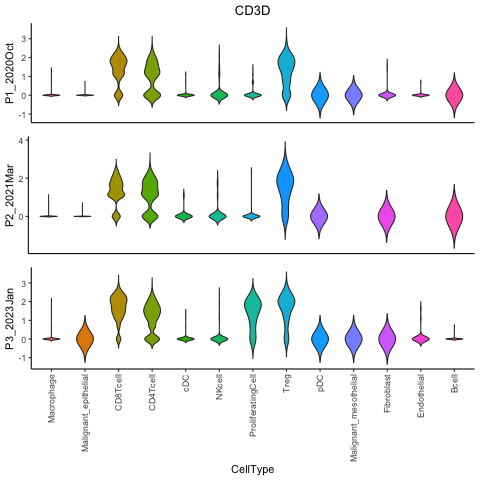 CD3D
P1_2020Oct
3
2
1
0
-1
P2_2021Mar
4
2
0
P3_2023Jan
3
2
1
0
-1
Macrophage
Malignant_epithelial
CD8Tcell
CD4Tcell
cDC
NKcell
ProliferatingCell
Treg
pDC
Malignant_mesothelial
Fibroblast
Endothelial
Bcell
CellType